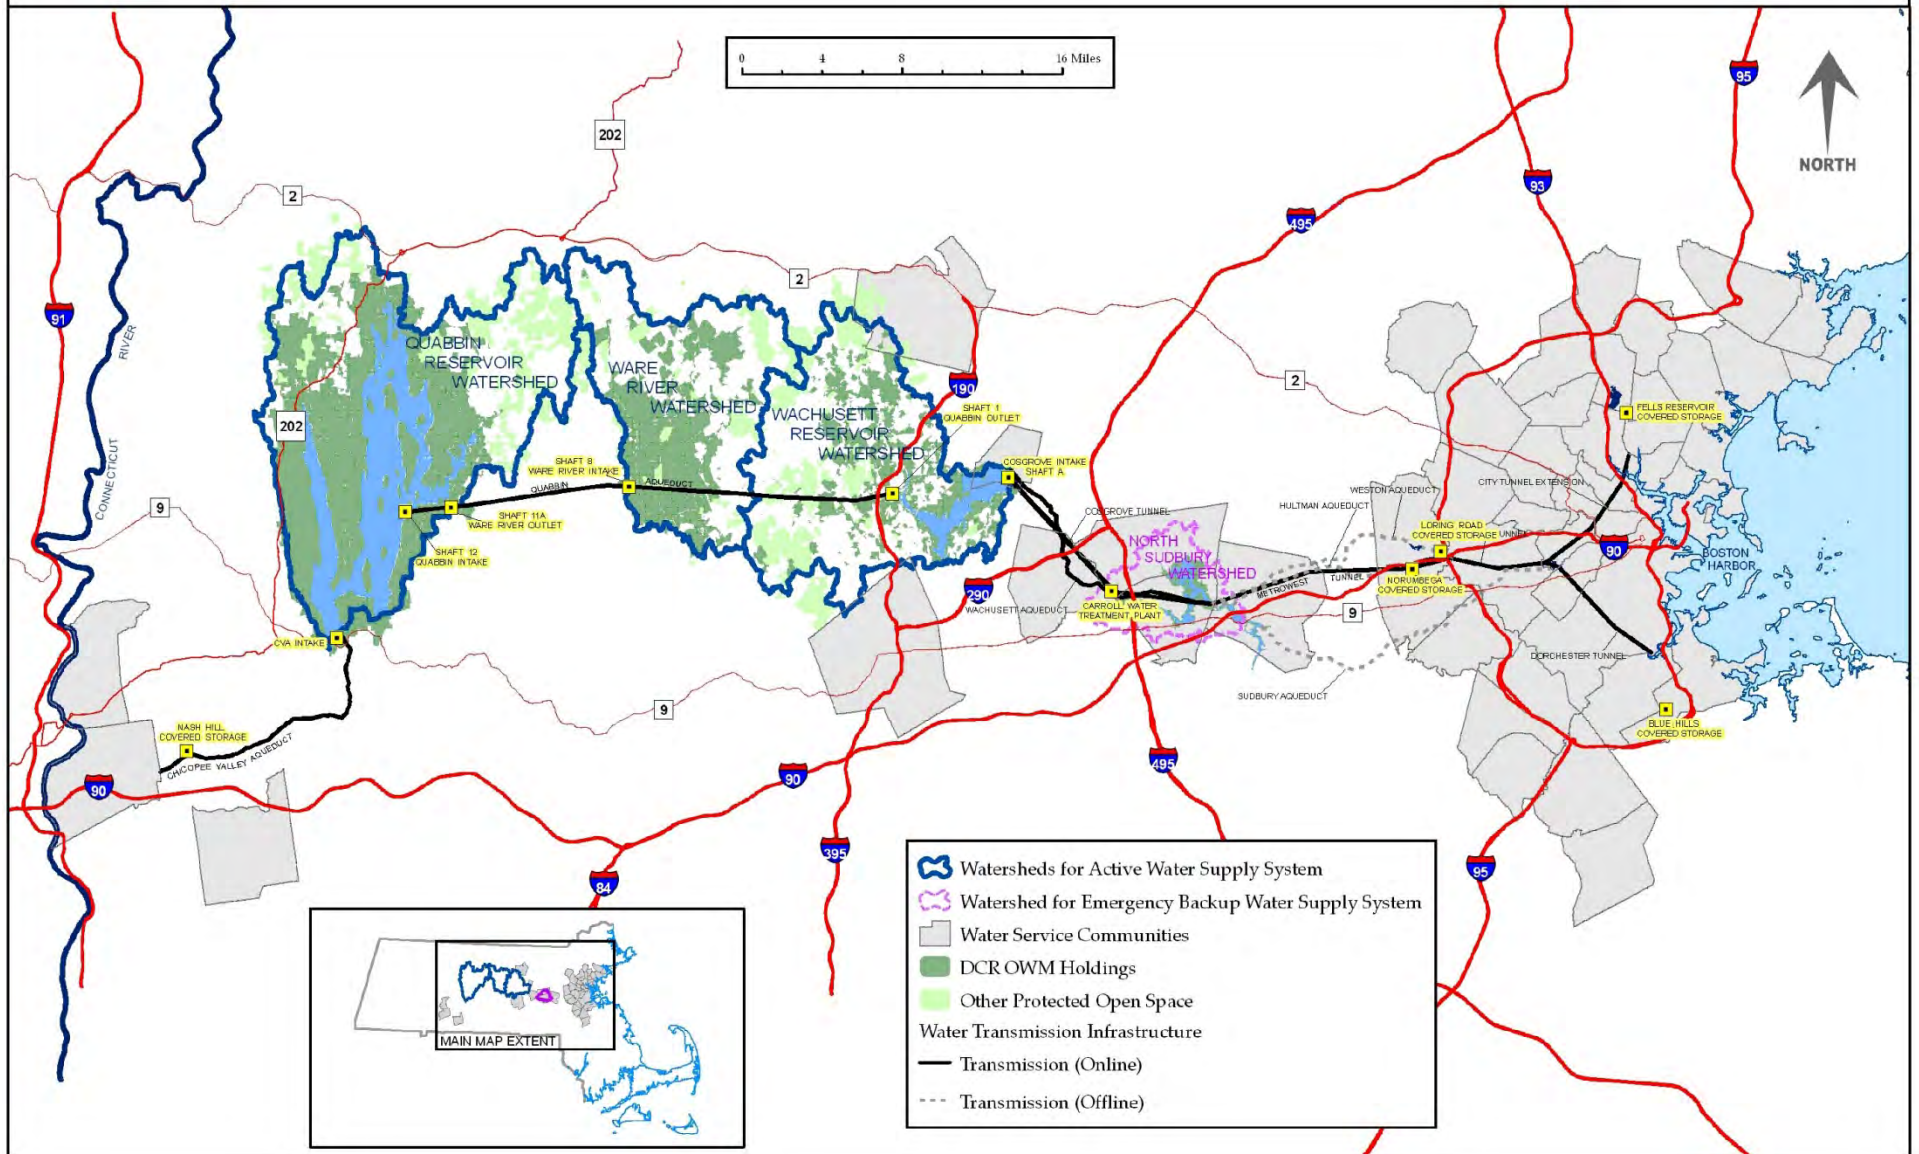 0 4 8 16 Miles
95
NORTH
202
93
2
495
2
91
RIVER
QUABBIN
RESERVOIR
WATERSHED
WARE
RIVER
WATERSHED
190
2
202
WACHUSETT
RESERVOIR
WATERSHED
SHAFT 1
QUABBIN OUTLET
FELLS RESERVOIR
COVERED STORAGE
CONNECTICUT
SHAFT 8
WARE RIVER INTAKE
COSGROVE INTAKE
SHAFT A
QUABBIN
AQUEDUCT
WESTON AQUEDUCT
CITY TUNNEL EXTENSION
9
SHAFT 11A
WARE RIVER OUTLET
COSGROVE TUNNEL
HULTMAN AQUEDUCT
LORING ROAD
COVERED STORAGE
90
SHAFT 12
QUABBIN INTAKE
NORTH
SUDBURY
WATERSHED
BOSTON
HARBOR
METROWEST
TUNNEL
NORUMBEGA
COVERED STORAGE
290
WACHUSETT AQUEDUCT
CARROLL WATER
TREATMENT PLANT
9
CVA INTAKE
DORCHESTER TUNNEL
SUDBURY AQUEDUCT
9
NASH HILL
COVERED STORAGE
CHICOPEE VALLEY AQUEDUCT
BLUE HILLS
COVERED STORAGE
90
90
495
395
84
95
Watersheds for Active Water Supply System
Watershed for Emergency Backup Water Supply System
Water Service Communities
DCR OWM Holdings
Other Protected Open Space
Water Transmission Infrastructure
Transmission (Online)
Transmission (Offline)
MAIN MAP EXTENT